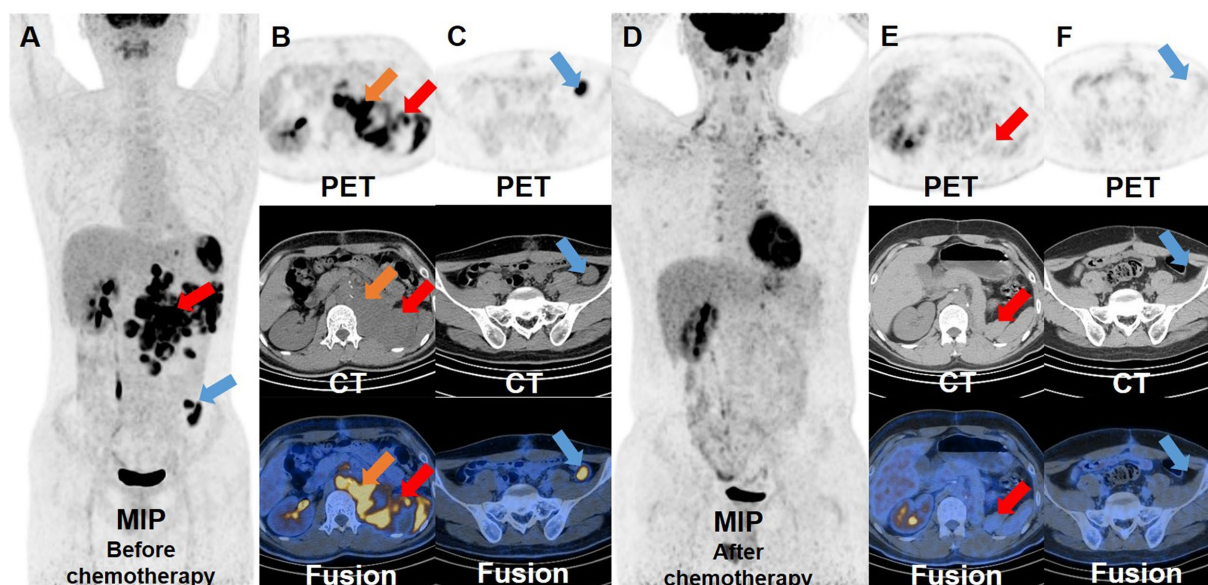 A
B
C
D
E
F
PET
PET
PET
PET
CT
CT
CT
CT
MIP
Before
chemotherapy
Fusion
Fusion
MIP
After
chemotherapy
Fusion
Fusion